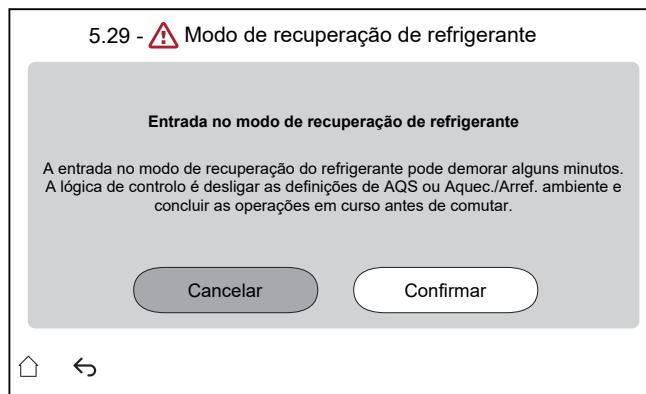 5.29 - Modo de recuperação de refrigerante
Entrada no modo de recuperação de refrigerante
A entrada no modo de recuperação do refrigerante pode demorar alguns minutos.
A lógica de controlo é desligar as definições de AQS ou Aquec./Arref. ambiente e
concluir as operações em curso antes de comutar.
Cancelar Confirmar